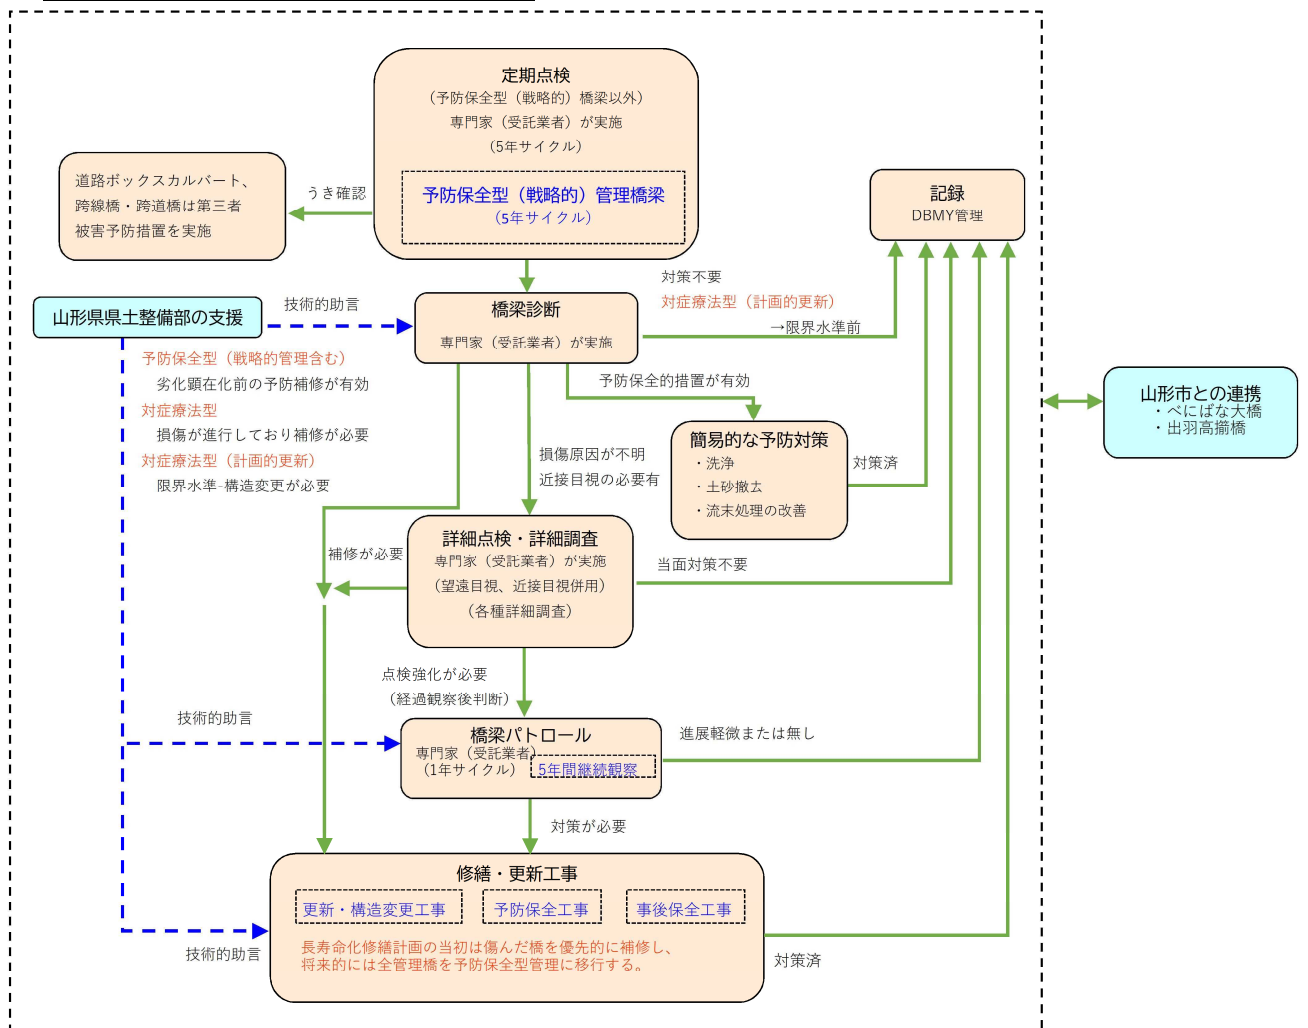 定期点検
（予防保全型（戦略的）橋梁以外）
専門家（受託業者）が実施
（5年サイクル）
予防保全型（戦略的）管理橋梁
（5年サイクル）
道路ボックスカルバート、
跨線橋・跨道橋は第三者
被害予防措置を実施
うき確認
記録
DBMY管理
山形県県土整備部の支援
技術的助言
橋梁診断
専門家（受託業者）が実施
対策不要
対症療法型（計画的更新）
→限界水準前
予防保全型（戦略的管理含む）
劣化顕在化前の予防補修が有効
対症療法型
損傷が進行しており補修が必要
対症療法型（計画的更新）
限界水準-構造変更が必要
予防保全的措置が有効
山形市との連携
・べにばな大橋
・出羽高擶橋
損傷原因が不明
近接目視の必要有
簡易的な予防対策
・洗浄
・土砂撤去
・流末処理の改善
対策済
補修が必要
詳細点検・詳細調査
専門家（受託業者）が実施
（望遠目視、近接目視併用）
（各種詳細調査）
当面対策不要
点検強化が必要
（経過観察後判断）
技術的助言
橋梁パトロール
専門家（受託業者）
（1年サイクル）
5年間継続観察
進展軽微または無し
対策が必要
修繕・更新工事
更新・構造変更工事
予防保全工事
事後保全工事
長寿命化修繕計画の当初は傷んだ橋を優先的に補修し、
将来的には全管理橋を予防保全型管理に移行する。
技術的助言
対策済